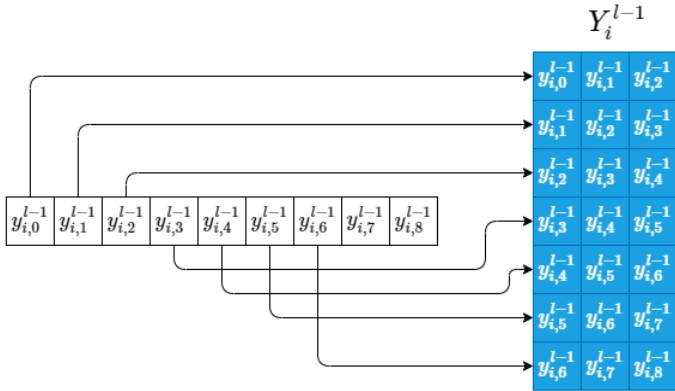 Y_i^{l-1}
y_{i,0}^{l-1} y_{i,1}^{l-1} y_{i,2}^{l-1}
y_{i,1}^{l-1} y_{i,2}^{l-1} y_{i,3}^{l-1}
y_{i,2}^{l-1} y_{i,3}^{l-1} y_{i,4}^{l-1}
y_{i,0}^{l-1} y_{i,1}^{l-1} y_{i,2}^{l-1} y_{i,3}^{l-1} y_{i,4}^{l-1} y_{i,5}^{l-1} y_{i,6}^{l-1} y_{i,7}^{l-1} y_{i,8}^{l-1}
y_{i,3}^{l-1} y_{i,4}^{l-1} y_{i,5}^{l-1}
y_{i,4}^{l-1} y_{i,5}^{l-1} y_{i,6}^{l-1}
y_{i,5}^{l-1} y_{i,6}^{l-1} y_{i,7}^{l-1}
y_{i,6}^{l-1} y_{i,7}^{l-1} y_{i,8}^{l-1}